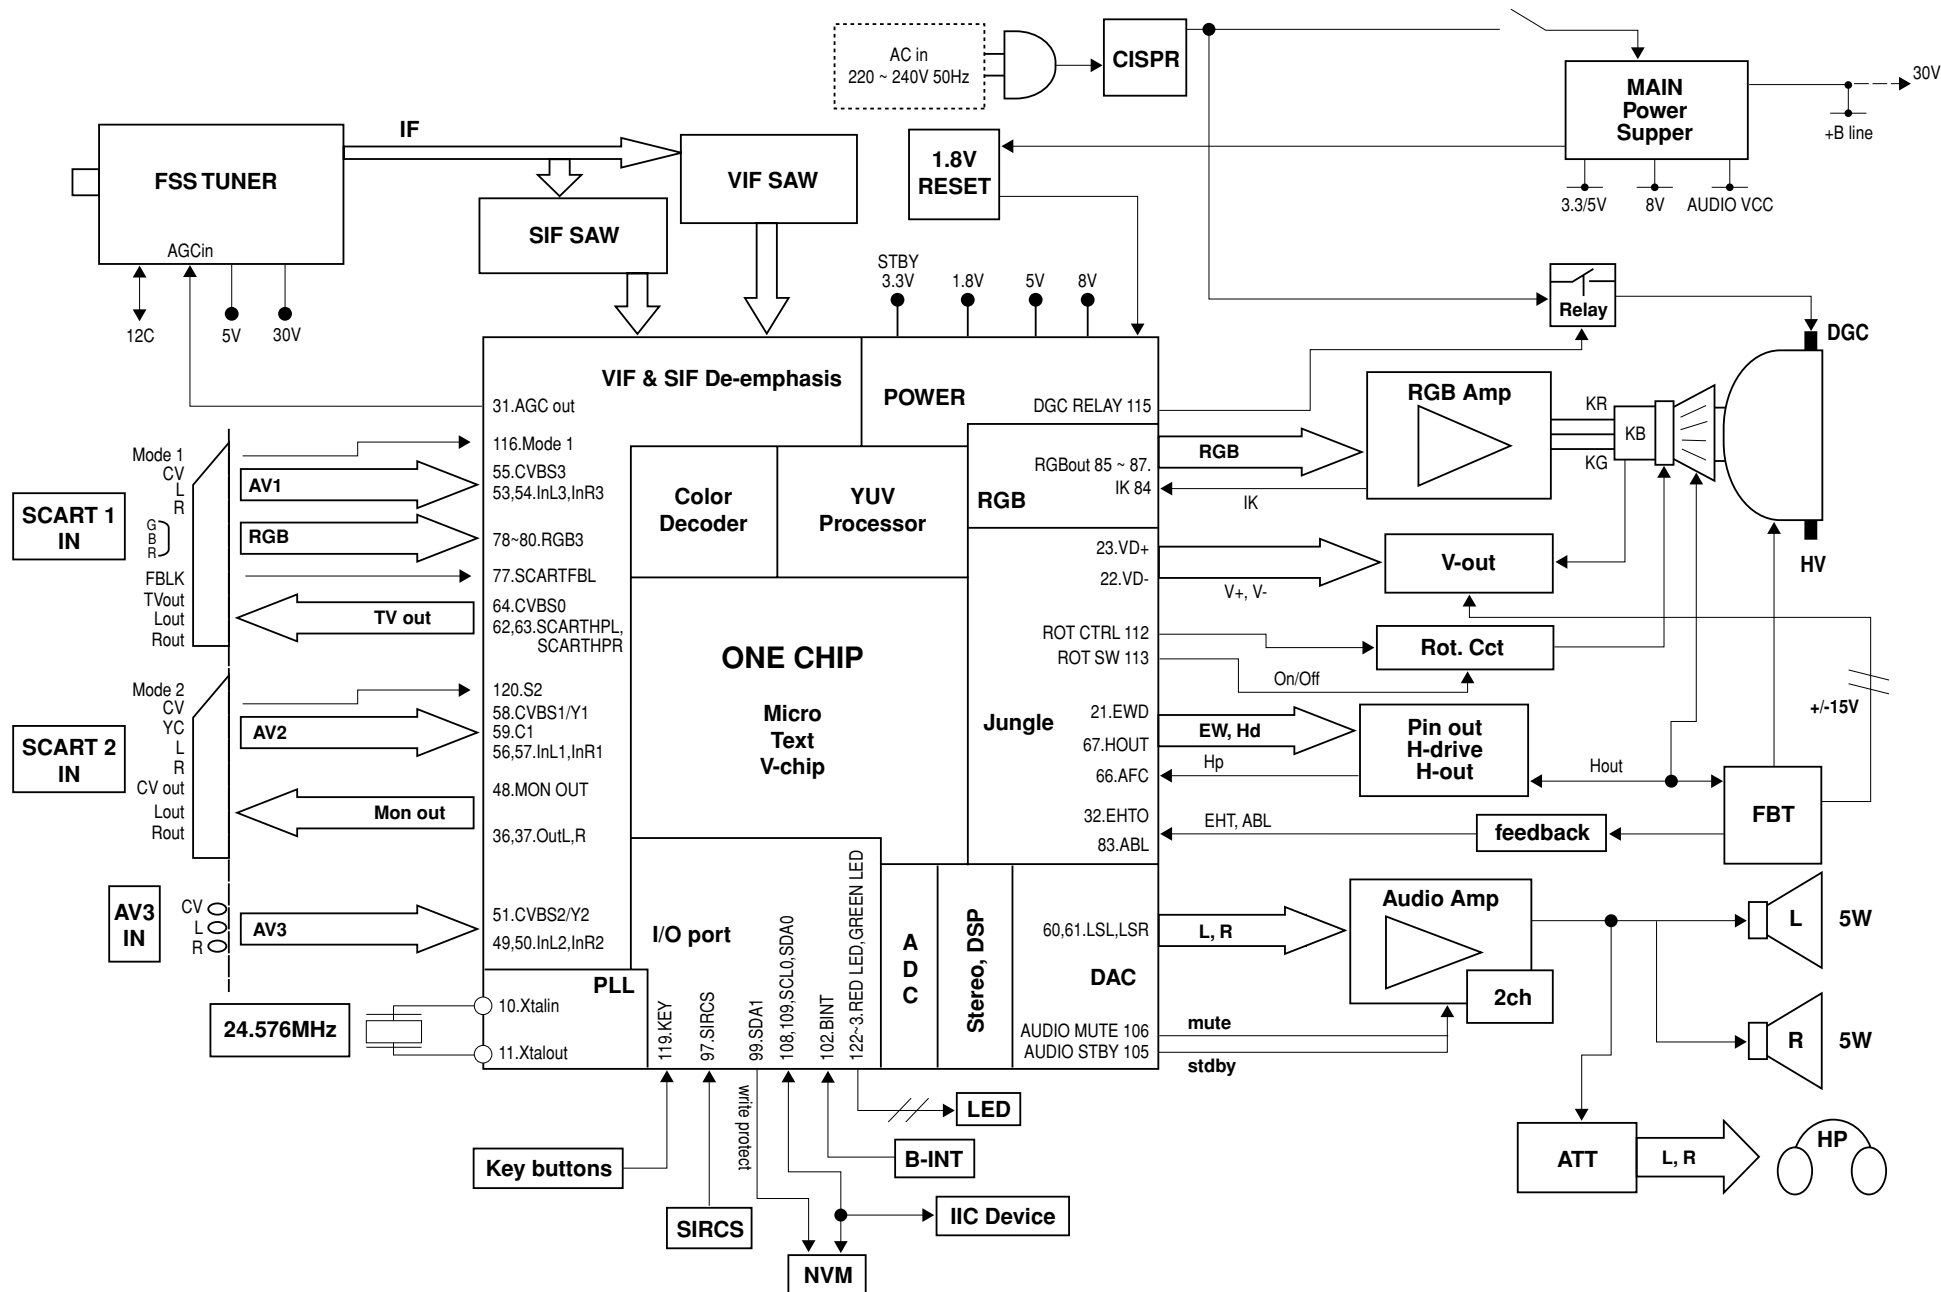 AC in
220 ~ 240V 50Hz
CISPR
MAIN
Power
Supper
30V
+B line
3.3/5V
8V
AUDIO VCC
1.8V
RESET
IF
FSS TUNER
AGCin
12C
5V
30V
VIF SAW
SIF SAW
STBY
3.3V
1.8V
5V
8V
Relay
DGC
HV
VIF & SIF De-emphasis
POWER
31.AGC out
DGC RELAY 115
116.Mode 1
55.CVBS3
53,54.InL3,InR3
78~80.RGB3
77.SCARTFBL
64.CVBS0
62,63.SCARTHPL,
SCARTHPR
120.S2
58.CVBS1/Y1
59.C1
56,57.InL1,InR1
48.MON OUT
36,37.OutL,R
51.CVBS2/Y2
49,50.InL2,InR2
SCART 1
IN
Mode 1
CV
L
R
G
B
R
FBLK
TVout
Lout
Rout
AV1
RGB
TV out
SCART 2
IN
Mode 2
CV
YC
L
R
CV out
Lout
Rout
AV2
Mon out
AV3
IN
CV
L
R
AV3
24.576MHz
PLL
10.Xtalin
11.Xtalout
Color
Decoder
YUV
Processor
ONE CHIP
Micro
Text
V-chip
RGBout 85 ~ 87.
IK 84
RGB
RGB
IK
RGB Amp
KR
KB
KG
Jungle
23.VD+
22.VD-
V+, V-
V-out
ROT CTRL 112
ROT SW 113
On/Off
Rot. Cct
21.EWD
67.HOUT
EW, Hd
66.AFC
Hp
Pin out
H-drive
H-out
Hout
+/-15V
FBT
32.EHTO
83.ABL
EHT, ABL
feedback
I/O port
119.KEY
97.SIRCS
99.SDA1
108,109,SCL0,SDA0
102.BINT
122~3.RED LED,GREEN LED
A
D
C
Stereo, DSP
60,61.LSL,LSR
DAC
AUDIO MUTE 106
AUDIO STBY 105
L, R
mute
stdby
Audio Amp
2ch
L
5W
R
5W
ATT
L, R
HP
write protect
LED
B-INT
Key buttons
SIRCS
IIC Device
NVM